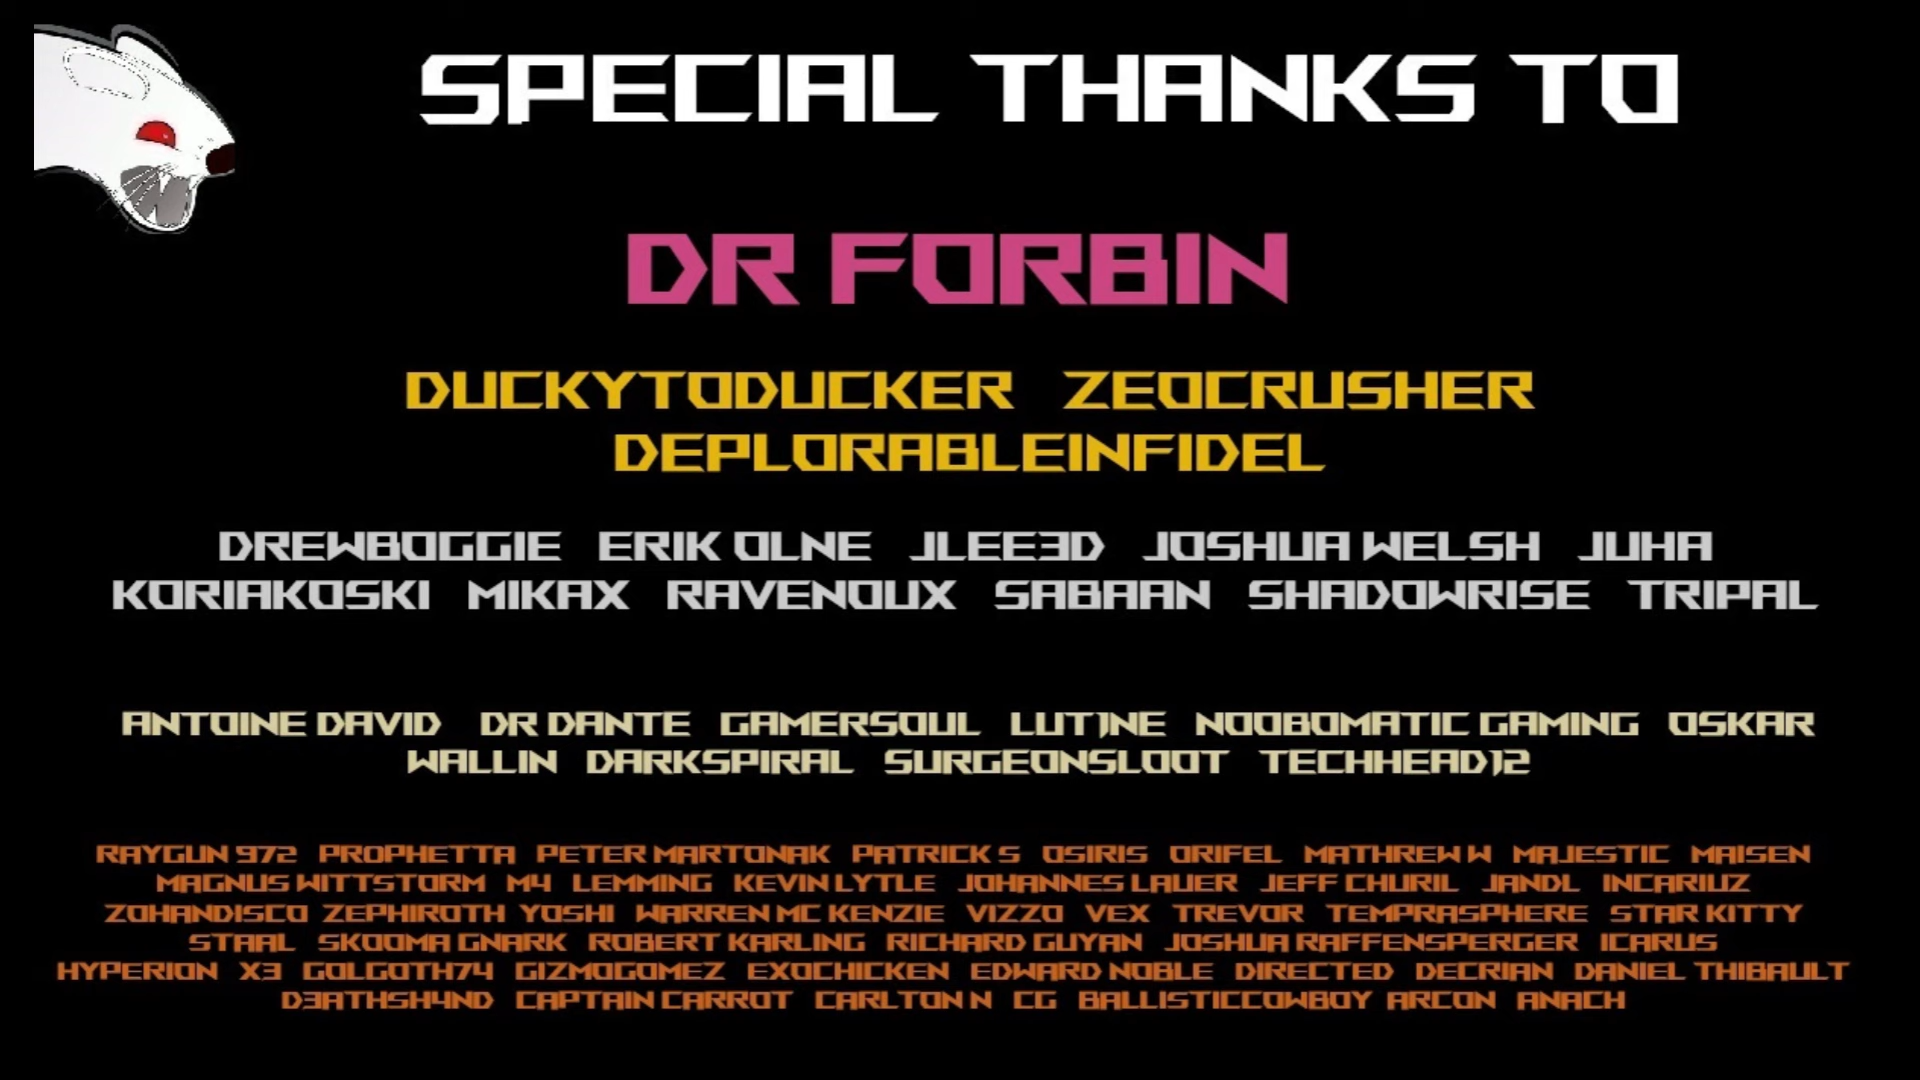 SPECIAL THANKS TO
DR FORBIN
DUCKYTODUCKER ZEOCRUSHER
DEPLORABLEINFIDEL
DREWBOGGIE ERIK OLNE JLEE3D JOSHUA WELSH JUHA
KORIAKOSKI MIKAX RAVENOUX SABAAN SHADOWRISE TRIPAL
ANTOINE DAVID DR DANTE GAMERSOUL LUT1NE NOOBOMATIC GAMING OSKAR
WALLIN DARKSPIRAL SURGEONSLOOT TECHHEAD12
RAYGUN 972 PROPHETTA PETER MARTONAK PATRICK S OSIRIS ORIFEL MATHREW W MAJESTIC MAISEN
MAGNUS WITTSTORM M4 LEMMING KEVIN LYTLE JOHANNES LAUER JEFF CHURIL JANDL INCARIUZ
ZOHANDISCO ZEPHIROTH YOSHI WARREN MC KENZIE VIZZO VEX TREVOR TEMPRASPHERE STAR KITTY
STAAL SKOOMA GNARK ROBERT KARLING RICHARD GUYAN JOSHUA RAFFENSPERGER ICARUS
HYPERION X3 GOLGOTH74 GIZMOGOMEZ EXOCHICKEN EDWARD NOBLE DIRECTED DECRIAN DANIEL THIBAULT
D3ATHSH4ND CAPTAIN CARROT CARLTON N CG BALLISTICCOWBOY ARCON ANACH